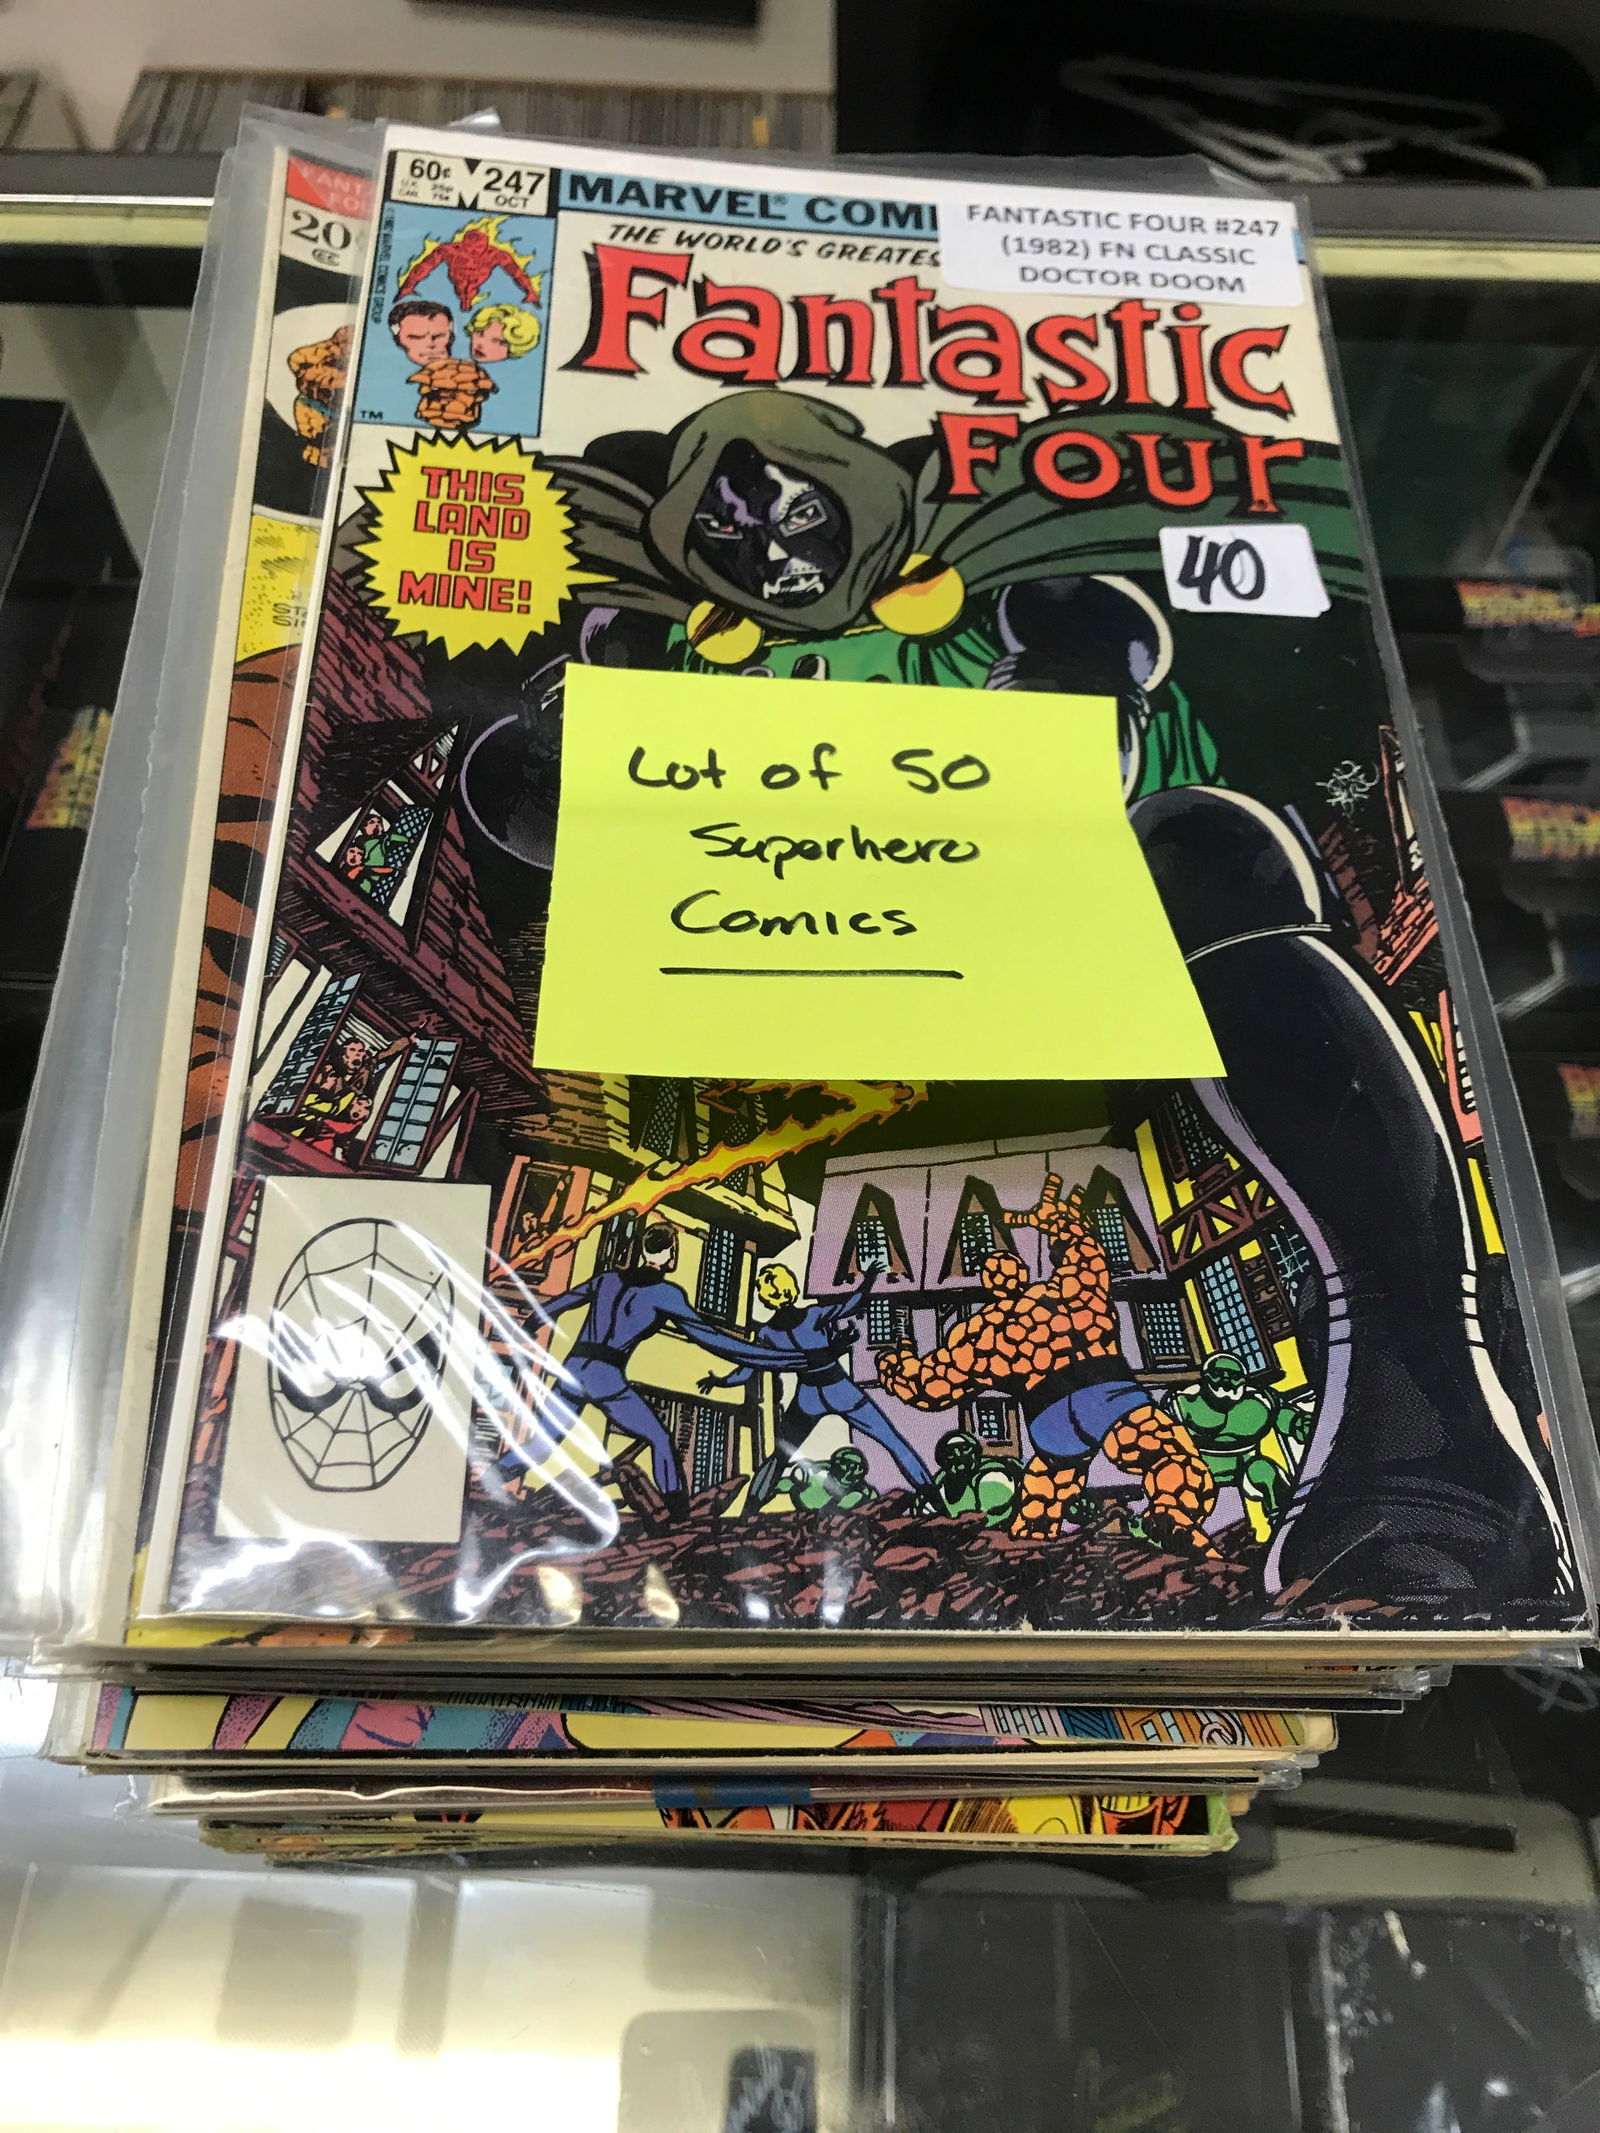 60¢
247
OCT
MARVEL COMI
FANTASTIC FOUR #247
(1982) FN CLASSIC
DOCTOR DOOM
THE WORLD'S GREATES
Fantastic
Four
TM
THIS
LAND
IS
MINE!
40
Lot of 50
Superhero
Comics
20
CC